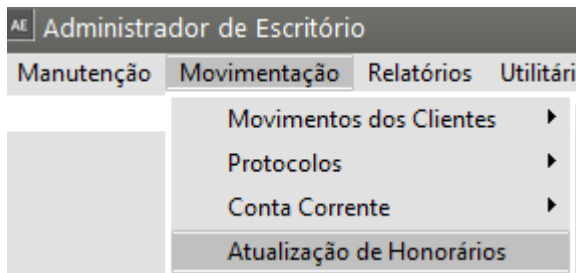 AE Administrador de Escritório
Manutenção Movimentação Relatórios
Movimentos dos Clientes
Protocolos
Conta Corrente
Atualização de Honorários